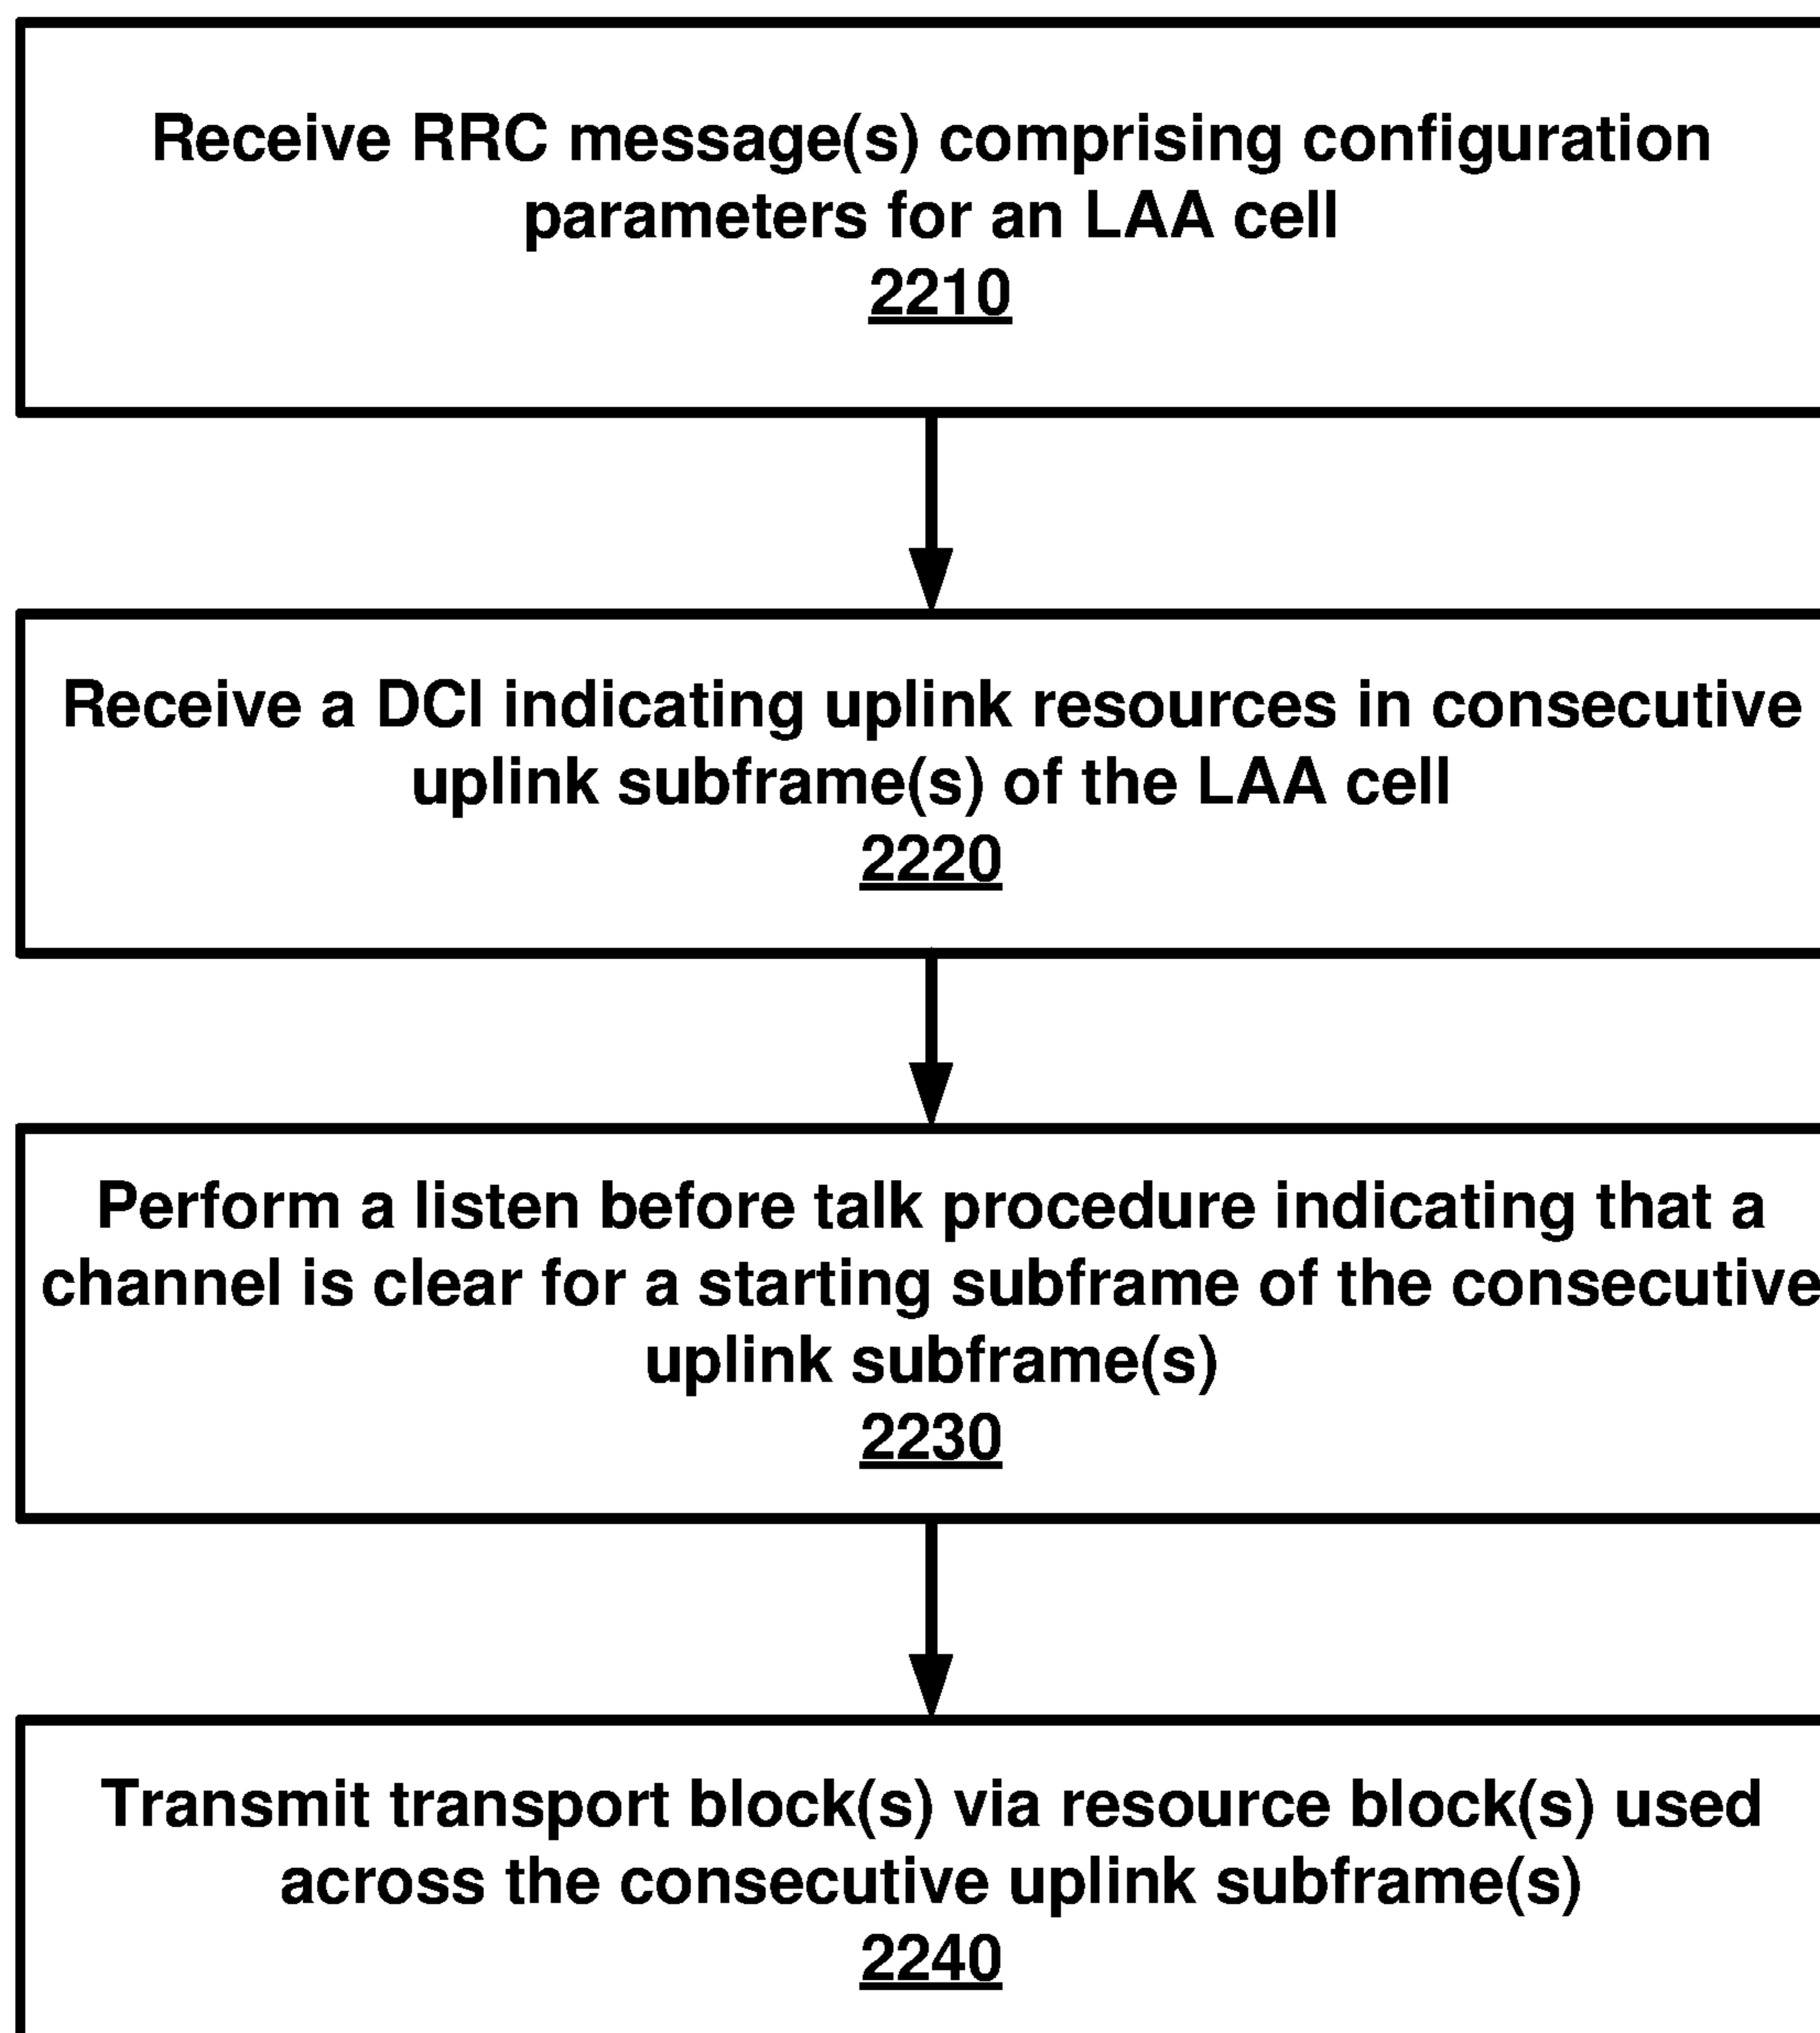 Receive RRC message(s) comprising configuration
parameters for an LAA cell
2210
Receive a DCI indicating uplink resources in consecutive
uplink subframe(s) of the LAA cell
2220
Perform a listen before talk procedure indicating that a
channel is clear for a starting subframe of the consecutive
uplink subframe(s)
2230
Transmit transport block(s) via resource block(s) used
across the consecutive uplink subframe(s)
2240